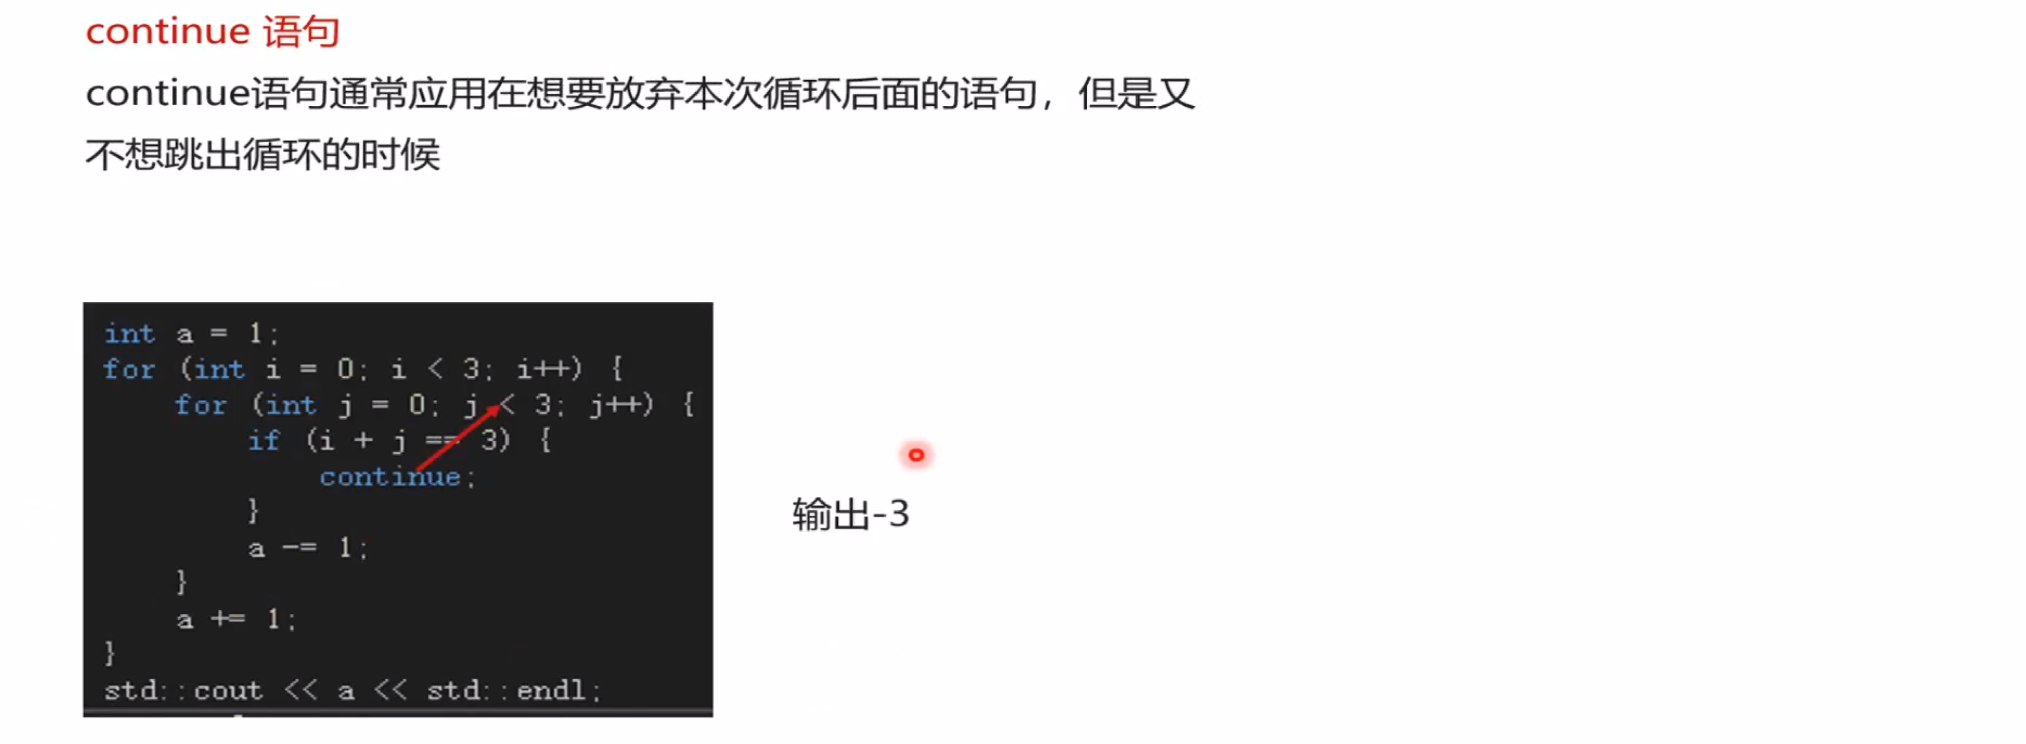 continue 语句
continue语句通常应用在想要放弃本次循环后面的语句，但是又
不想跳出循环的时候
int a = 1;
for (int i = 0; i < 3; i++) {
    for (int j = 0; j < 3; j++) {
        if (i + j == 3) {
            continue;
        }
        a -= 1;
    }
    a += 1;
}
std::cout << a << std::endl;
输出-3